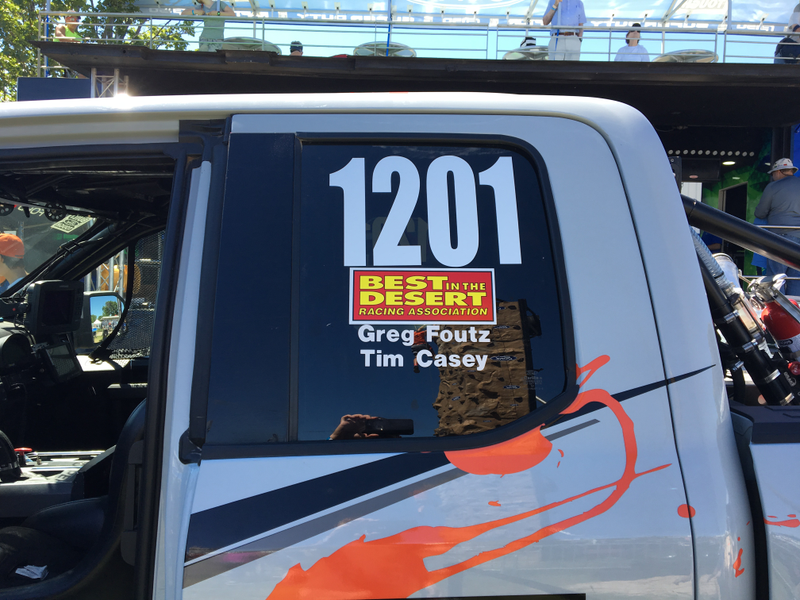 1201
BEST IN THE
DESERT
RACING ASSOCIATION
Greg Foutz
Tim Casey